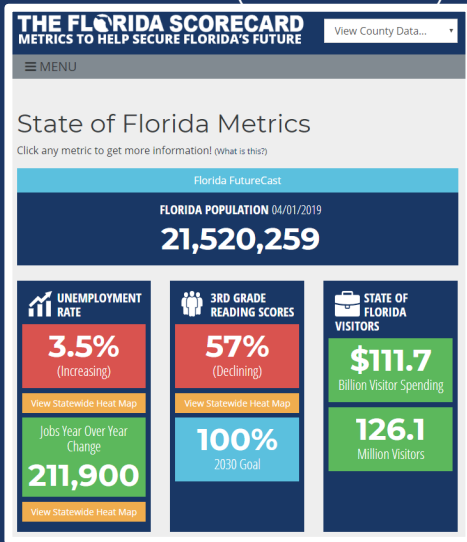 THE FLORIDA SCORECARD
METRICS TO HELP SECURE FLORIDA'S FUTURE
View County Data...
MENU
State of Florida Metrics
Click any metric to get more information! (What is this?)
Florida FutureCast
FLORIDA POPULATION 04/01/2019
21,520,259
UNEMPLOYMENT
RATE
3.5%
(Increasing)
View Statewide Heat Map
Jobs Year Over Year
Change
211,900
View Statewide Heat Map
3RD GRADE
READING SCORES
57%
(Declining)
View Statewide Heat Map
100%
2030 Goal
STATE OF
FLORIDA
VISITORS
$111.7
Billion Visitor Spending
126.1
Million Visitors